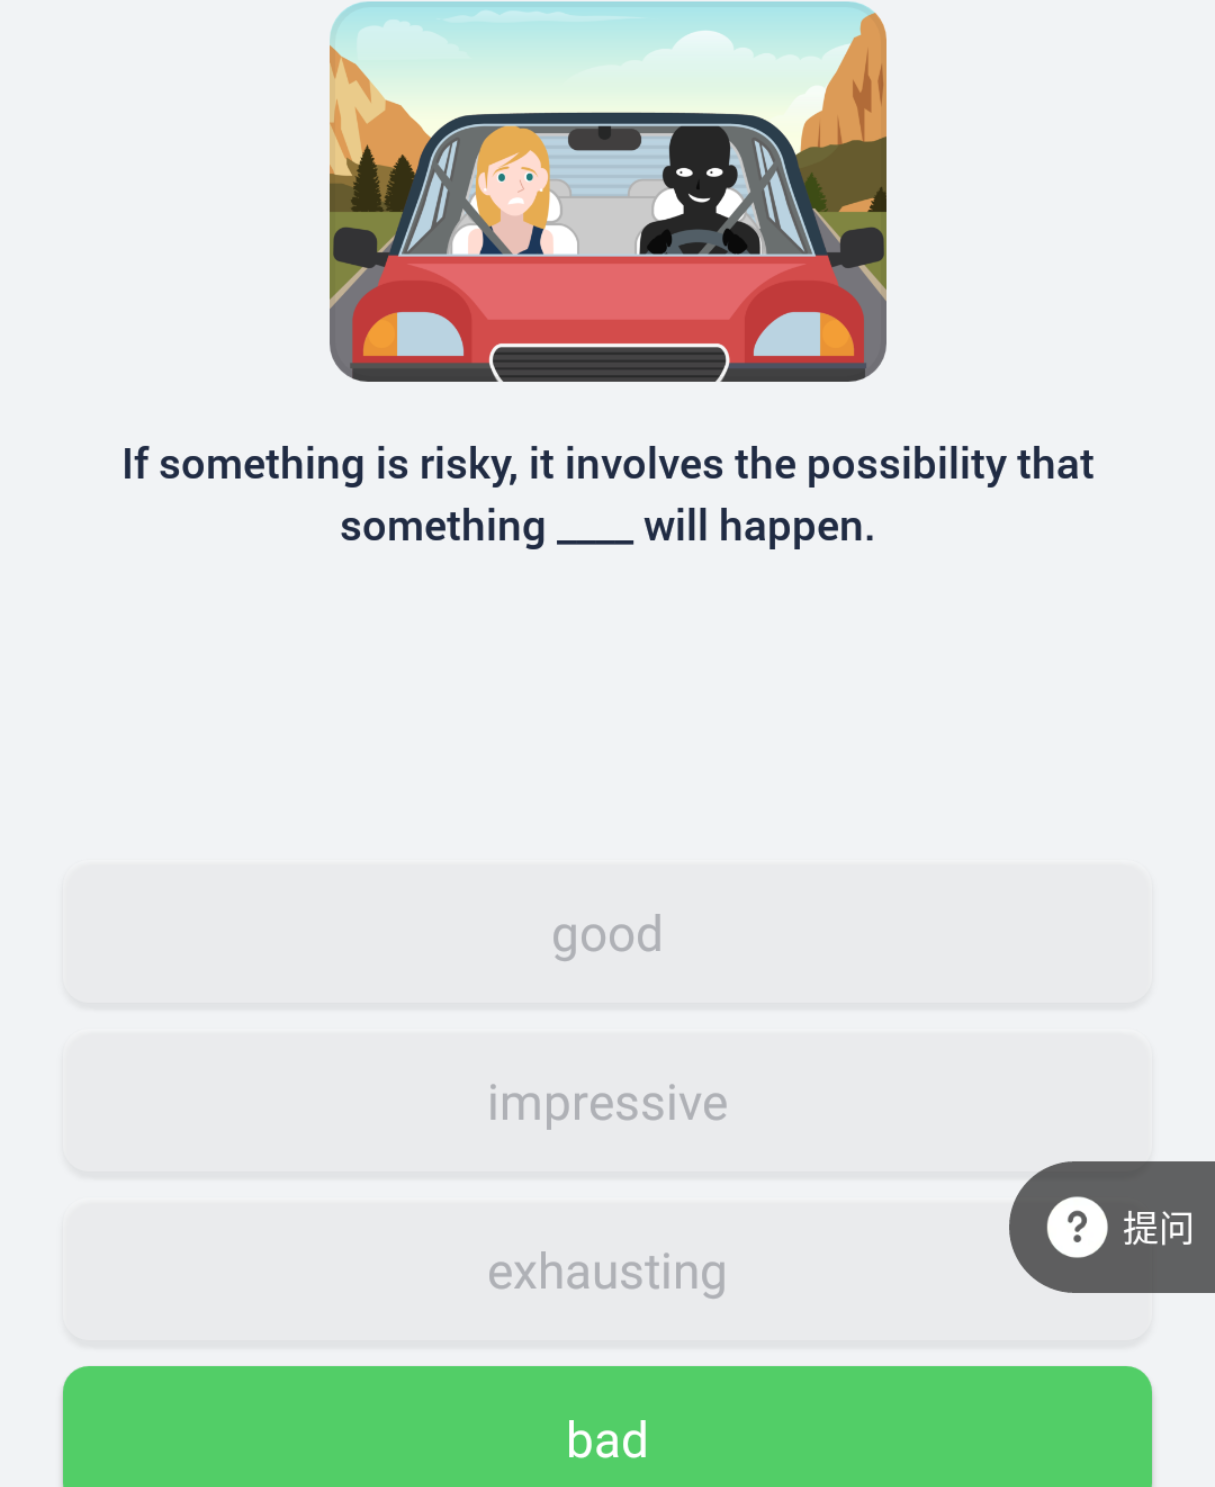 If something is risky, it involves the possibility that
something ____ will happen.
good
impressive
? 提问
exhausting
bad